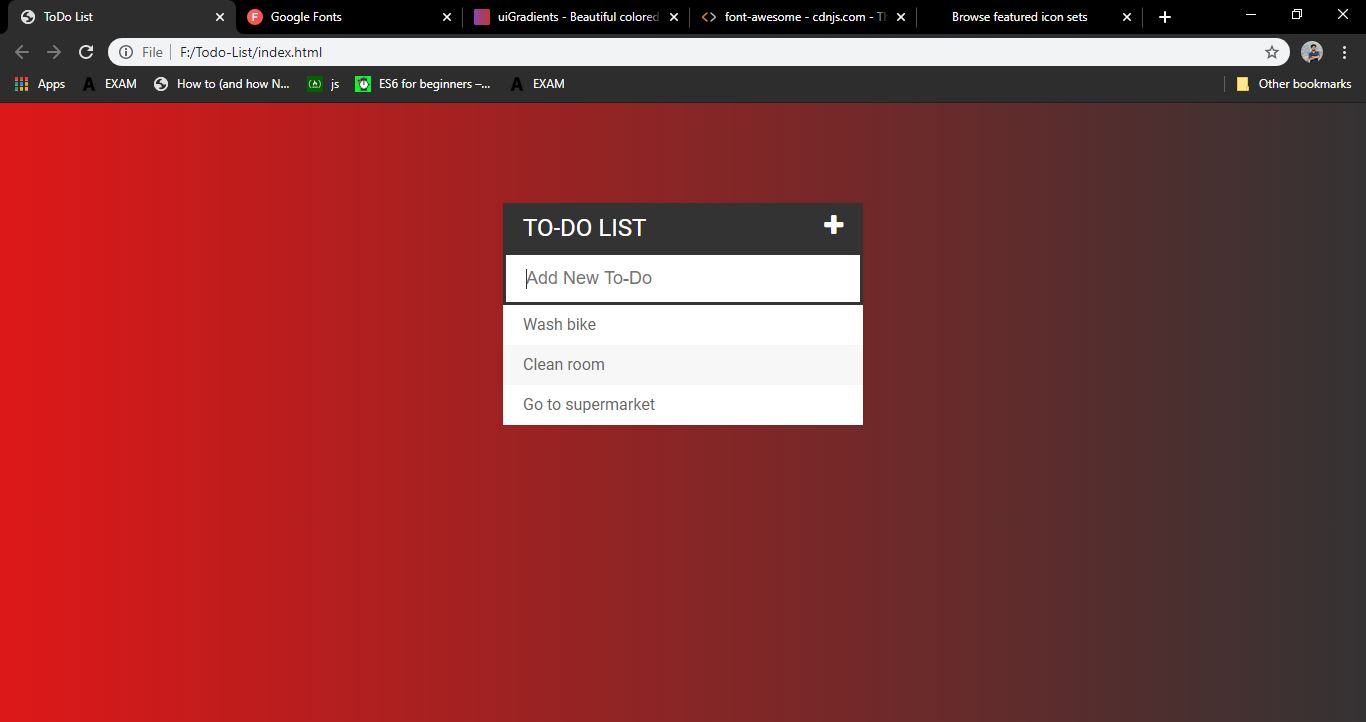 ToDo List
Google Fonts
uiGradients - Beautiful colored
font-awesome - cdnjs.com - Th
Browse featured icon sets
File | F:/Todo-List/index.html
Apps
EXAM
How to (and how N...
js
ES6 for beginners –...
EXAM
Other bookmarks
TO-DO LIST
Add New To-Do
Wash bike
Clean room
Go to supermarket